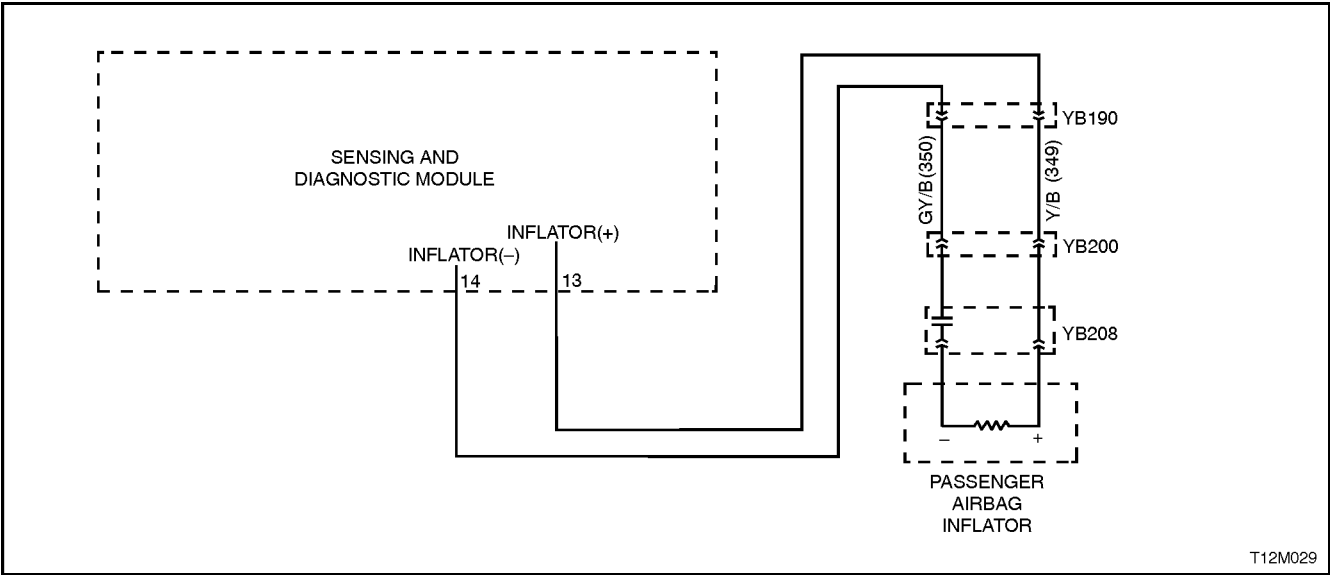 SENSING AND
DIAGNOSTIC MODULE
INFLATOR(+)
INFLATOR(–)
14
13
YB190
GY/B(350)
Y/B (349)
YB200
YB208
–
+
PASSENGER
AIRBAG
INFLATOR
T12M029